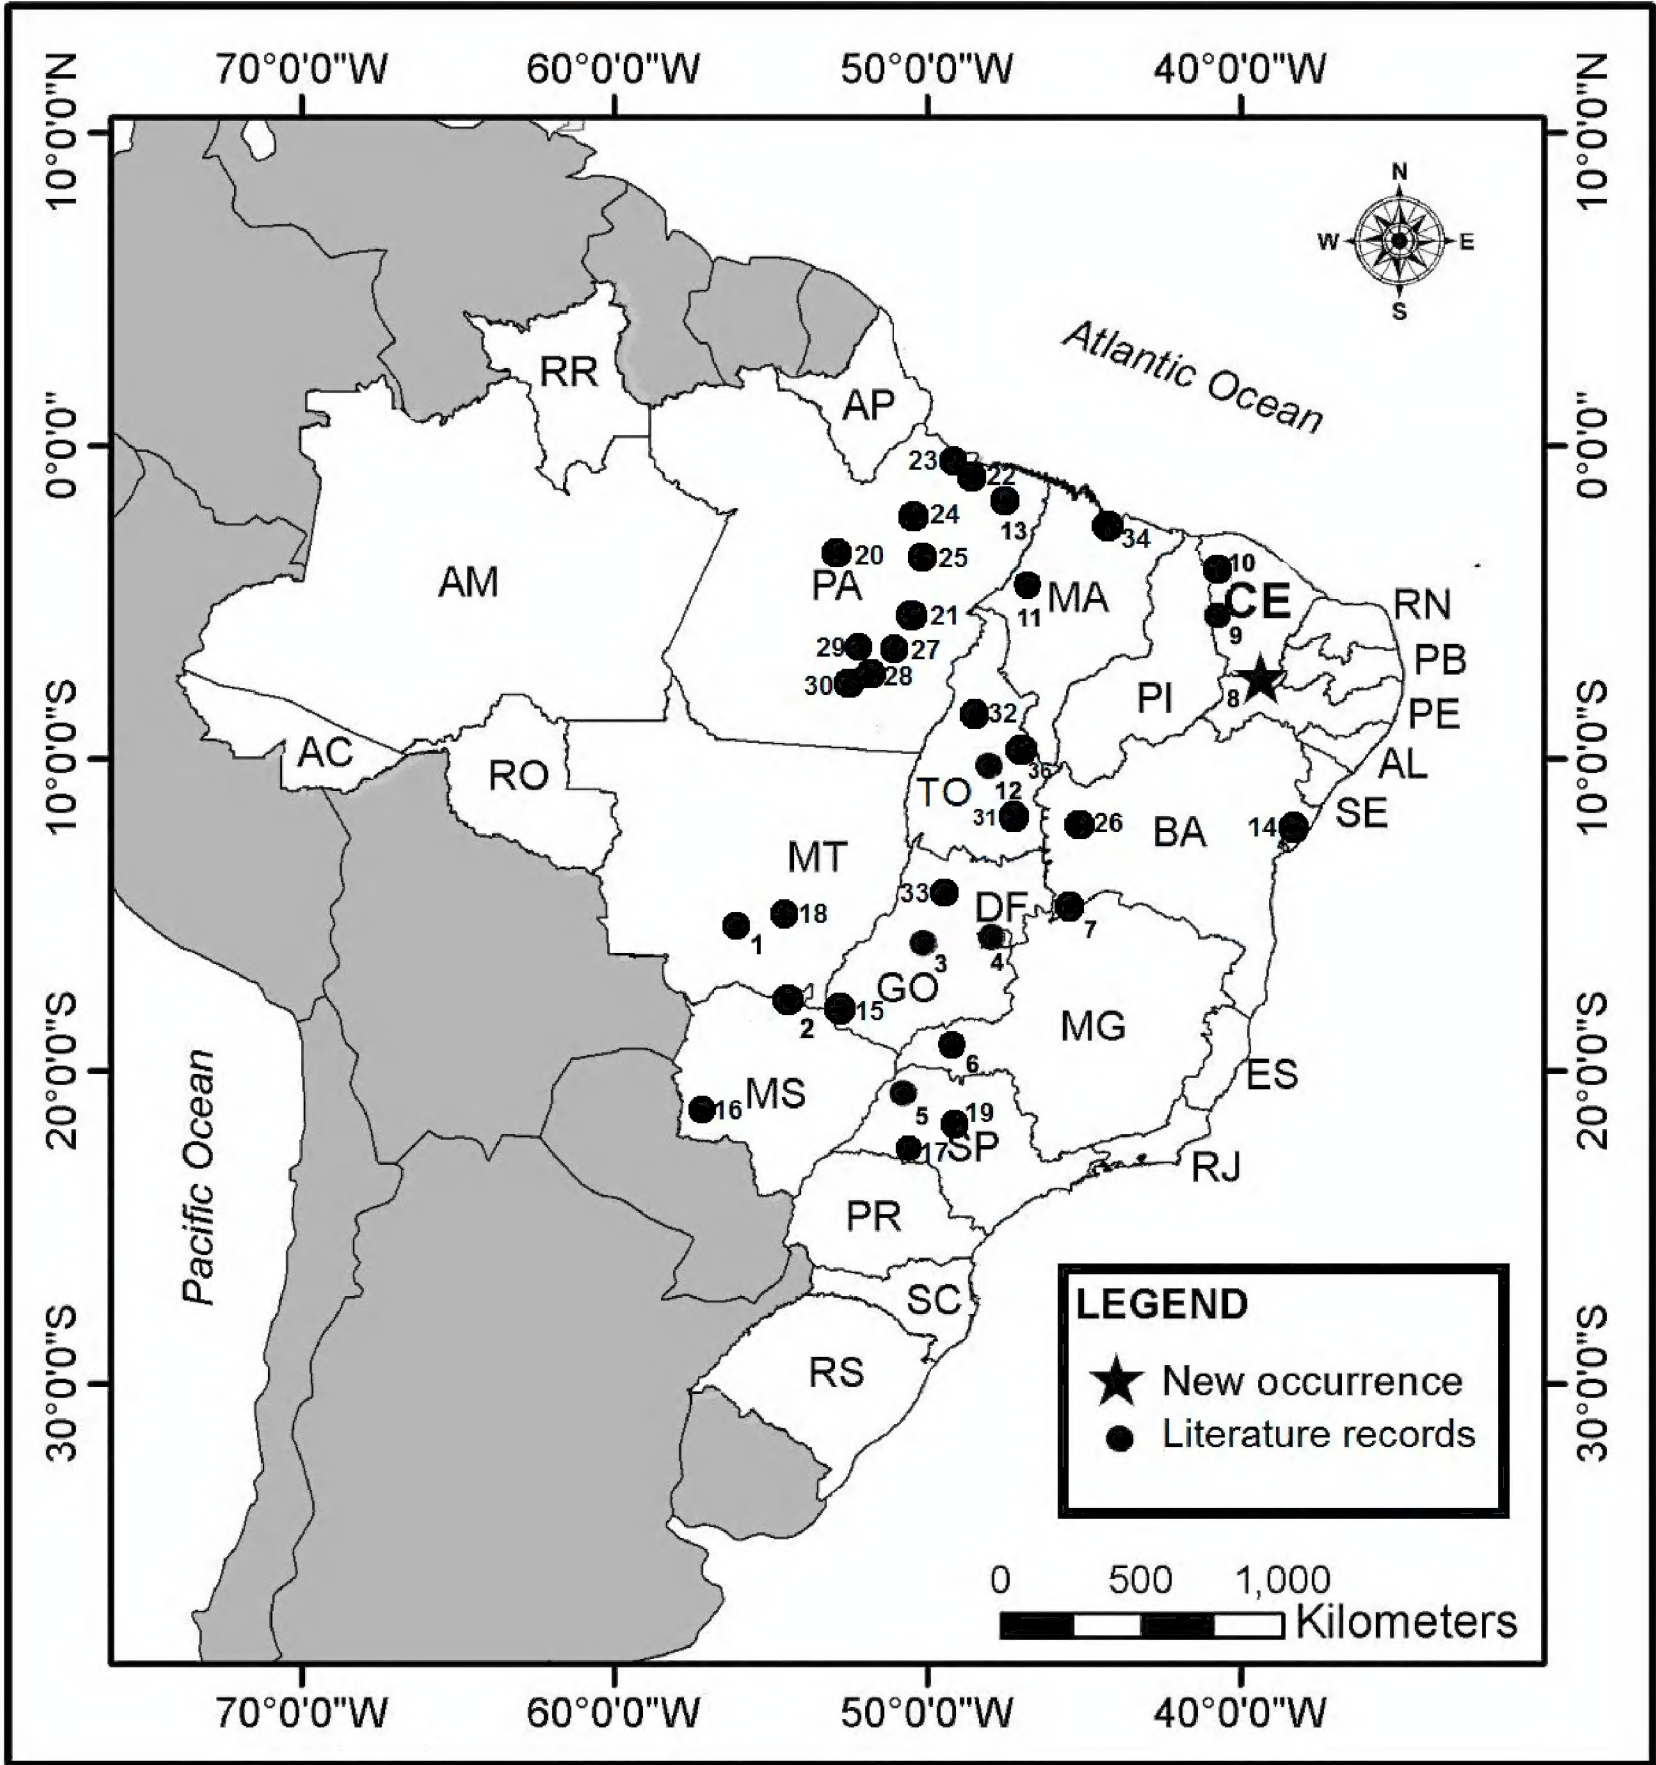 70°0'0"W 60°0'0"W 50°0'0"W 40°0'0"W
10°0'0"N
10°0'0"N
N
W E
S
Atlantic Ocean
RR
AP
0°0'0"
0°0'0"
23
22
24
13
34
20
25
10
PA
AM
MA
CE
RN
11
21
9
29
27
PB
28
30
8
PI
32
PE
10°0'0"S
10°0'0"S
AC
RO
36
AL
TO
12
31
26
14
SE
BA
MT
33
DF
18
1
7
3
4
GO
2
15
MG
20°0'0"S
20°0'0"S
6
ES
MS
16
5
19
17
SP
RJ
Pacific Ocean
PR
SC
RS
30°0'0"S
30°0'0"S
LEGEND
New occurrence
Literature records
0 500 1,000
Kilometers
70°0'0"W 60°0'0"W 50°0'0"W 40°0'0"W